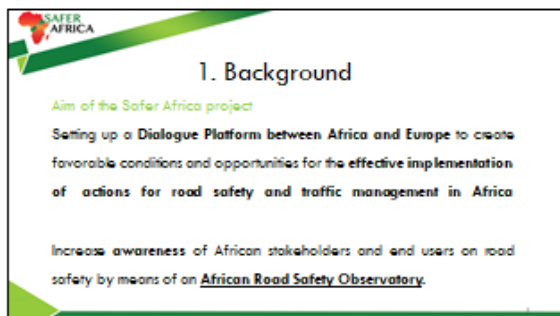 SAFER
AFRICA
1. Background
Aim of the Safer Africa project
Setting up a Dialogue Platform between Africa and Europe to create
favorable conditions and opportunities for the effective implementation
of actions for road safety and traffic management in Africa
Increase awareness of African stakeholders and end users on road
safety by means of an African Road Safety Observatory.